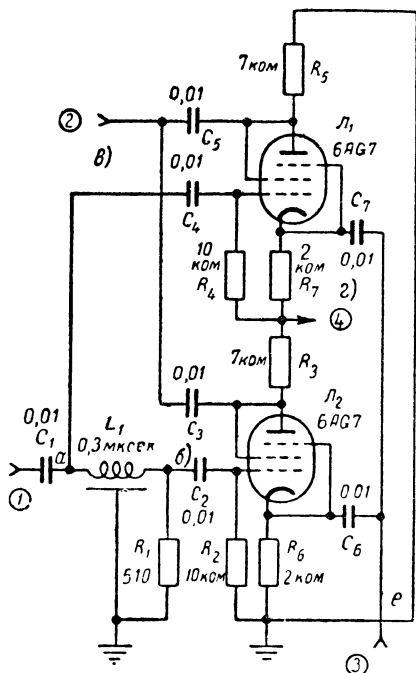 7ком
R₅
0,01
②
C₅
Л₁
6AG7
в)
0,01
C₄
C₇
0,01
10
ком
R₄
2
ком
R₇
г)
④
7ком
R₃
0,01
C₃
Л₂
6AG7
0,01
C₁
а
L₁
0,3мксек
①
б)
C₂
0,01
R₁
510
R₂
10ком
R₆
2ком
0 01
C₆
е
③